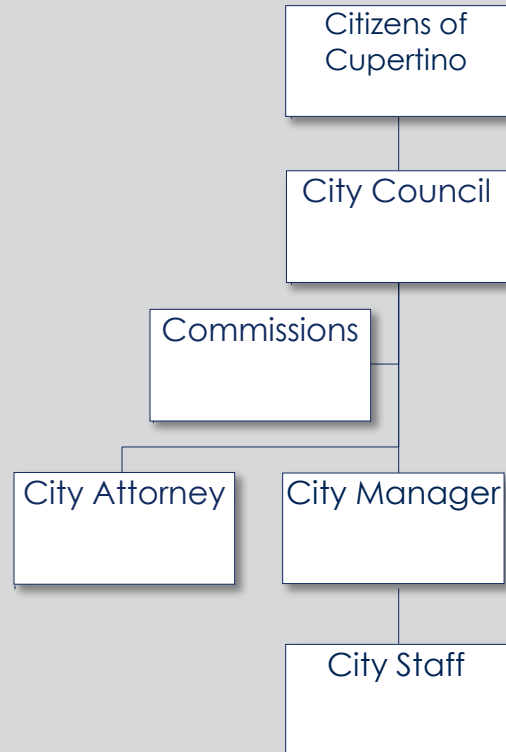 Citizens of
Cupertino
City Council
Commissions
City Attorney
City Manager
City Staff